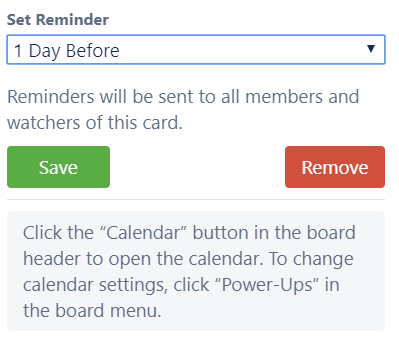 Set Reminder
1 Day Before
Reminders will be sent to all members and
watchers of this card.
Save
Remove
Click the “Calendar” button in the board
header to open the calendar. To change
calendar settings, click “Power-Ups” in
the board menu.